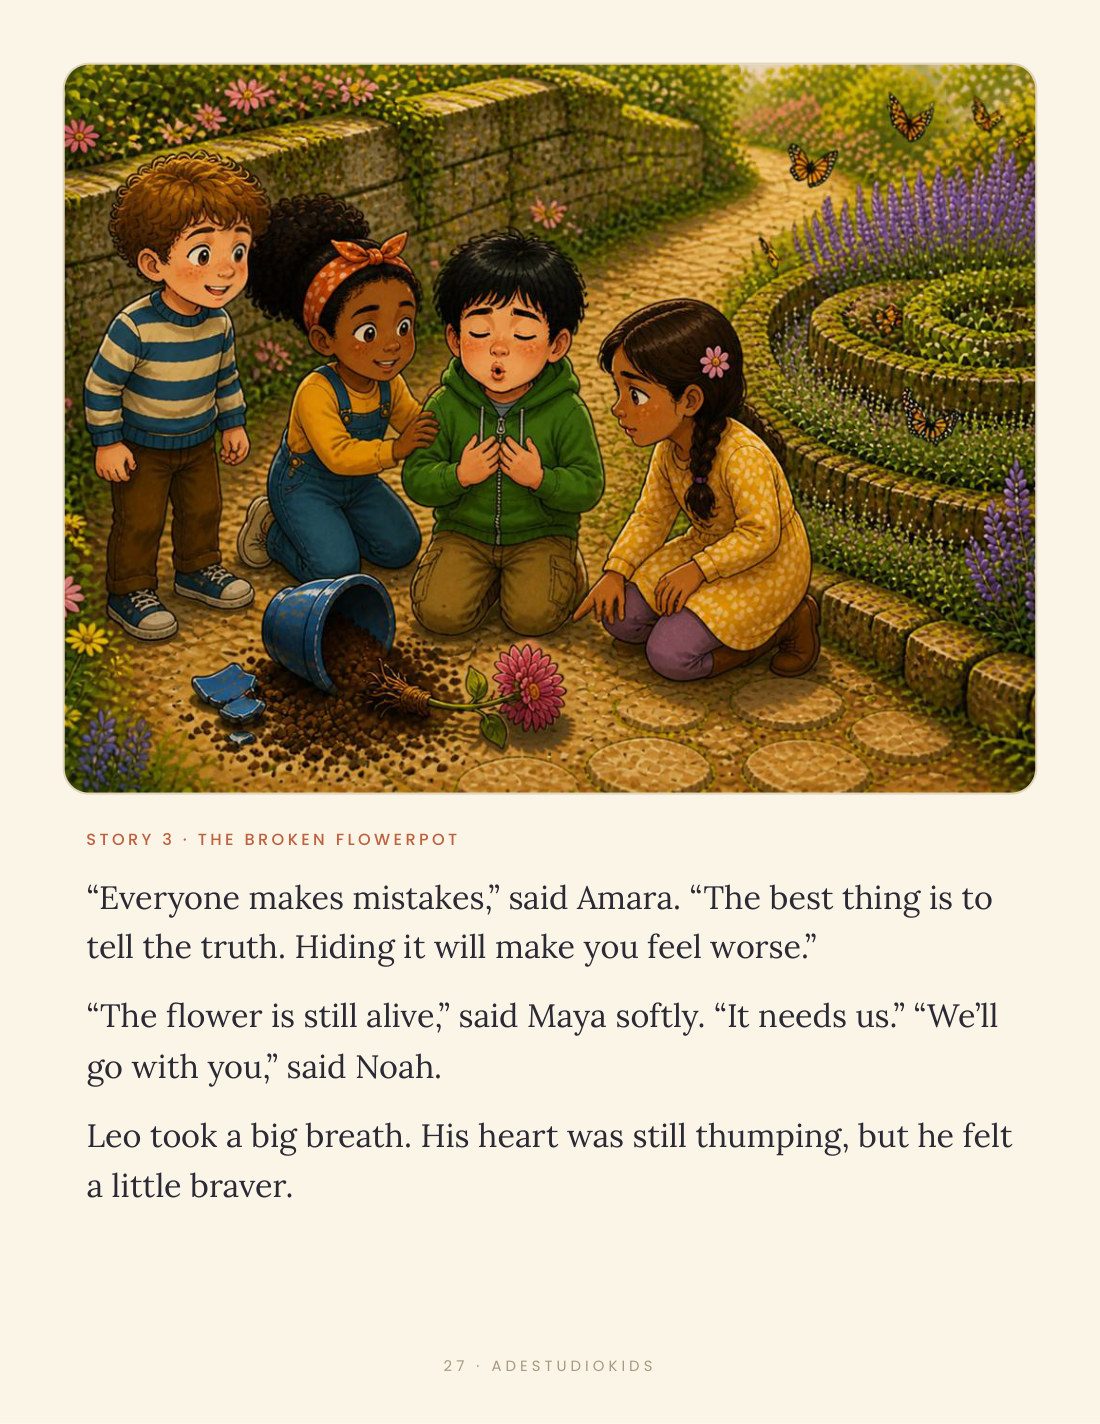 STORY 3 · THE BROKEN FLOWERPOT
“Everyone makes mistakes,” said Amara. “The best thing is to
tell the truth. Hiding it will make you feel worse.”
“The flower is still alive,” said Maya softly. “It needs us.” “We’ll
go with you,” said Noah.
Leo took a big breath. His heart was still thumping, but he felt
a little braver.
27 · ADESTUDIOKIDS